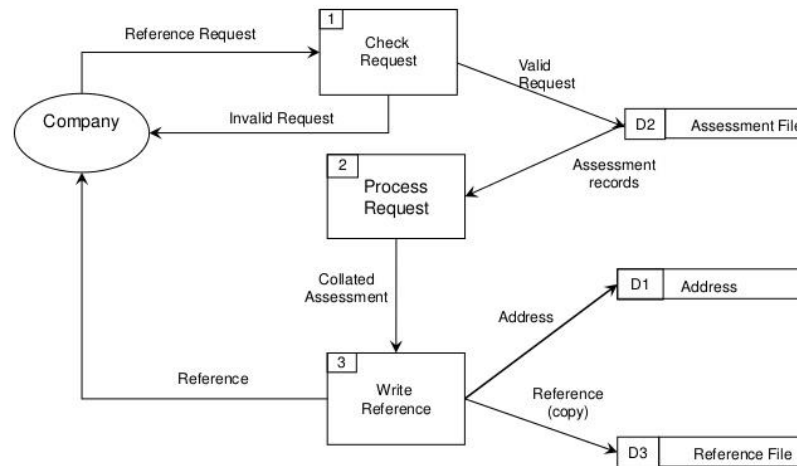 1
Reference Request
Check
Request
Valid
Request
Company
Invalid Request
D2
Assessment File
2
Process
Request
Assessment
records
Collated
Assessment
D1
Address
Address
3
Write
Reference
Reference
Reference
(copy)
D3
Reference File